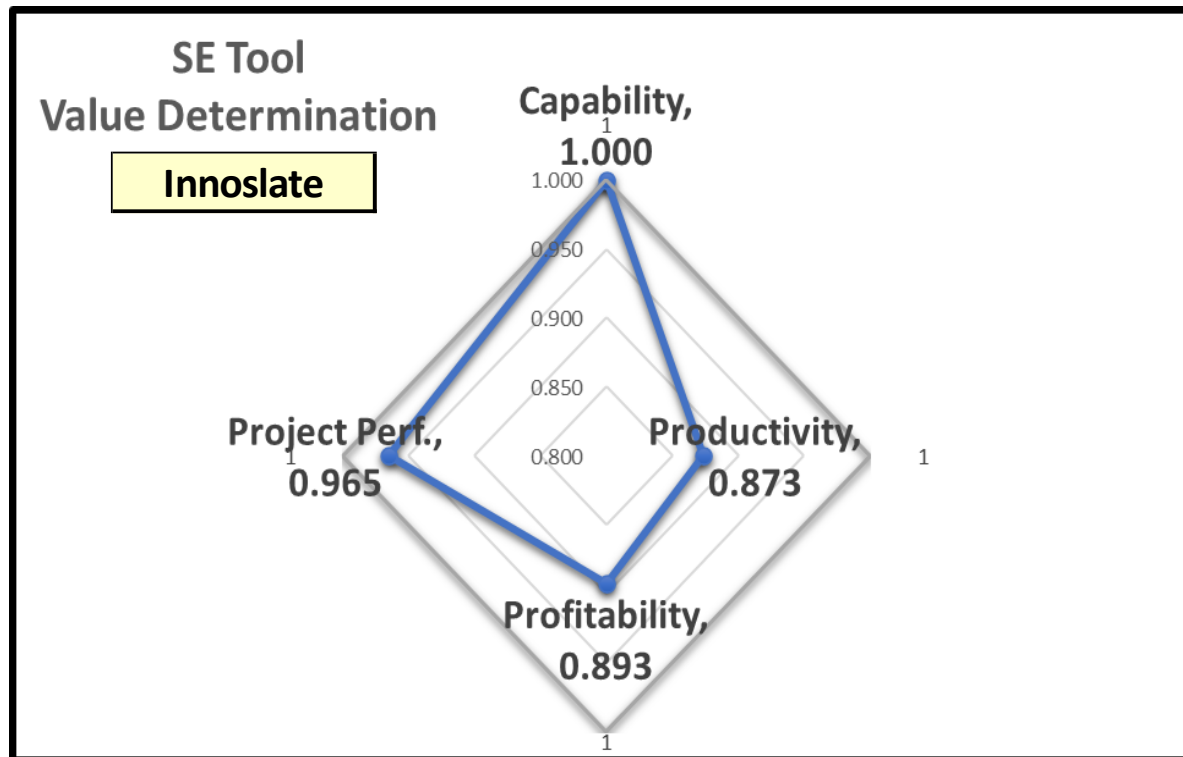 SE Tool
Value Determination
Innoslate
Capability,
1
1.000
1.000
0.950
0.900
0.850
0.800
Project Perf.,
1
0.965
Productivity,
1
0.873
Profitability,
0.893
1